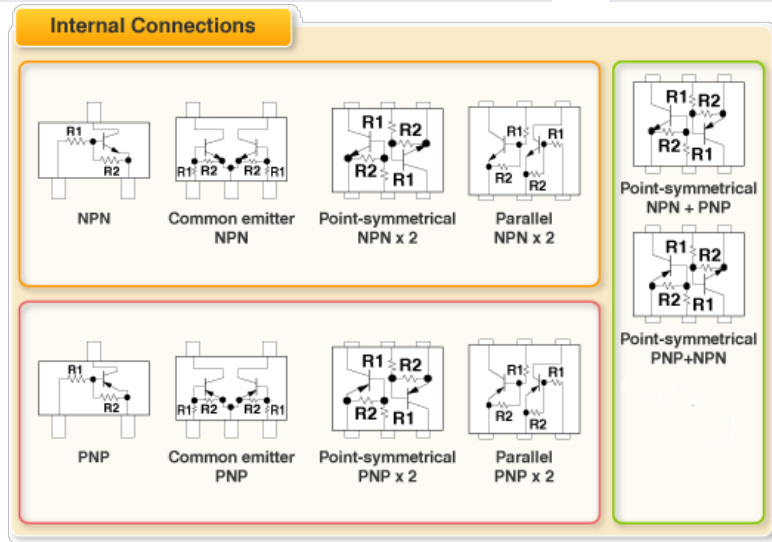 Internal Connections
R1
R2
NPN
R1 R2 R2 R1
Common emitter
NPN
R1
R2
R2
R1
Point-symmetrical
NPN x 2
R1 R1
R2
R2
Parallel
NPN x 2
R1
R2
R2
R1
Point-symmetrical
NPN + PNP
R1
R2
R2
R1
Point-symmetrical
PNP+NPN
R1
R2
PNP
R1 R2 R2 R1
Common emitter
PNP
R1
R2
R2
R1
Point-symmetrical
PNP x 2
R1 R1
R2
R2
Parallel
PNP x 2